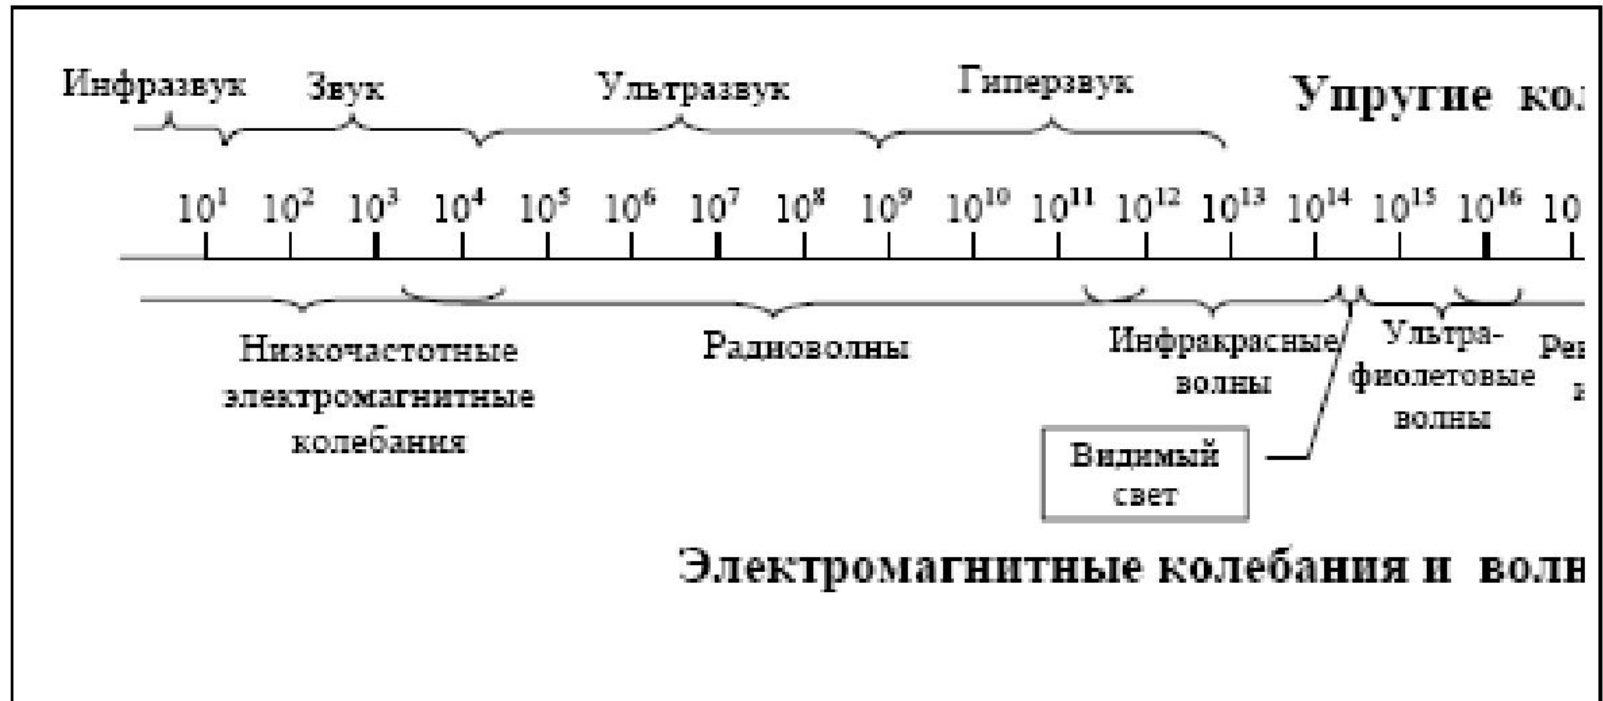 Инфразвук Звук Ультразвук Гиперзвук Упругие кол
10¹ 10² 10³ 10⁴ 10⁵ 10⁶ 10⁷ 10⁸ 10⁹ 10¹⁰ 10¹¹ 10¹² 10¹³ 10¹⁴ 10¹⁵ 10¹⁶ 10
Низкочастотные
электромагнитные
колебания
Радиоволны
Инфракрасные
волны
Ультра-
фиолетовые
волны
Видимый
свет
Электромагнитные колебания и волн